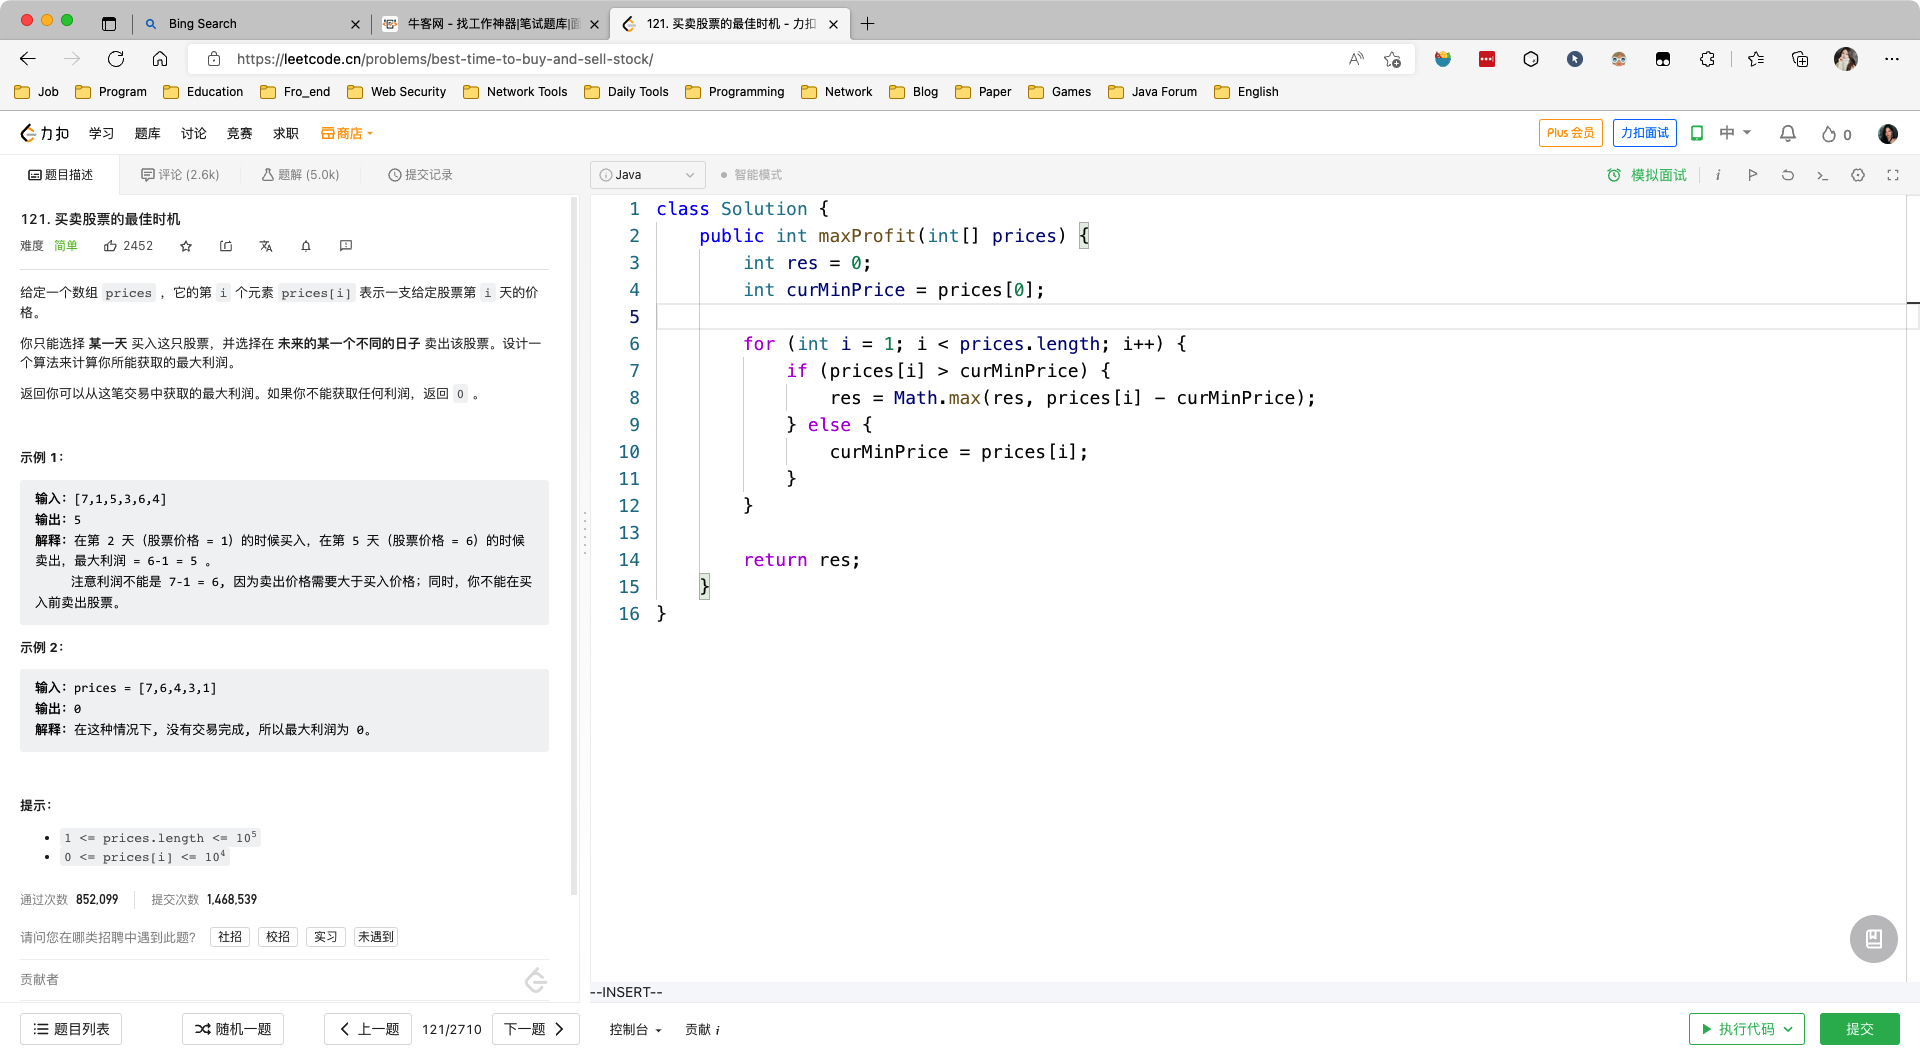 Bing Search
牛客网 - 找工作神器|笔试题库|面
121. 买卖股票的最佳时机 - 力扣
https://leetcode.cn/problems/best-time-to-buy-and-sell-stock/
Job Program Education Fro_end Web Security Network Tools Daily Tools Programming Network Blog Paper Games Java Forum English
力扣 学习 题库 讨论 竞赛 求职 商店 Plus 会员 力扣面试 中 0
题目描述 评论 (2.6k) 题解 (5.0k) 提交记录
i Java 智能模式 模拟面试 i
121. 买卖股票的最佳时机
难度 简单 2452
给定一个数组 prices ，它的第 i 个元素 prices[i] 表示一支给定股票第 i 天的价
格。
你只能选择 某一天 买入这只股票，并选择在 未来的某一个不同的日子 卖出该股票。设计一
个算法来计算你所能获取的最大利润。
返回你可以从这笔交易中获取的最大利润。如果你不能获取任何利润，返回 0 。
示例 1：
输入：[7,1,5,3,6,4]
输出：5
解释：在第 2 天（股票价格 = 1）的时候买入，在第 5 天（股票价格 = 6）的时候
卖出，最大利润 = 6-1 = 5 。
注意利润不能是 7-1 = 6, 因为卖出价格需要大于买入价格；同时，你不能在买
入前卖出股票。
示例 2：
输入：prices = [7,6,4,3,1]
输出：0
解释：在这种情况下, 没有交易完成, 所以最大利润为 0。
提示：
1 <= prices.length <= 10⁵
0 <= prices[i] <= 10⁴
通过次数 852,099 提交次数 1,468,539
请问您在哪类招聘中遇到此题？ 社招 校招 实习 未遇到
贡献者
1 class Solution {
2 public int maxProfit(int[] prices) {
3 int res = 0;
4 int curMinPrice = prices[0];
5
6 for (int i = 1; i < prices.length; i++) {
7 if (prices[i] > curMinPrice) {
8 res = Math.max(res, prices[i] - curMinPrice);
9 } else {
10 curMinPrice = prices[i];
11 }
12 }
13
14 return res;
15 }
16 }
--INSERT--
题目列表 随机一题 上一题 121/2710 下一题 控制台 贡献 i 执行代码 提交